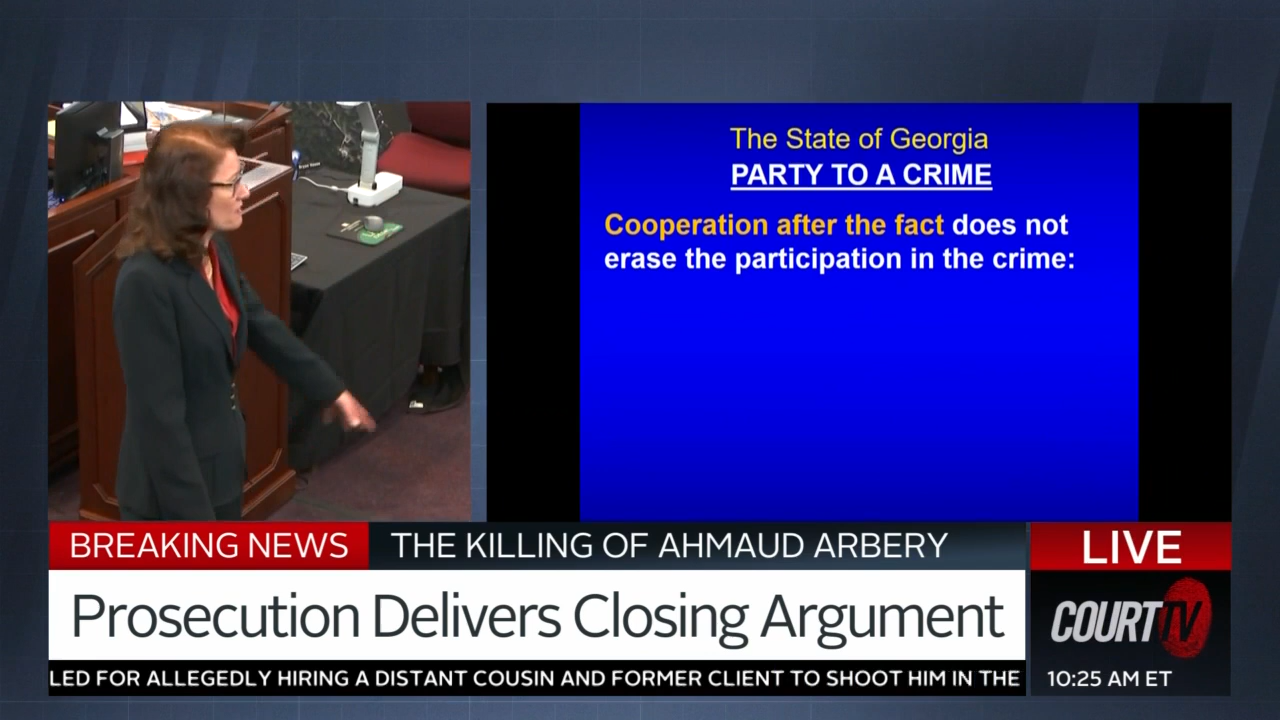 The State of Georgia
PARTY TO A CRIME
Cooperation after the fact does not
erase the participation in the crime:
BREAKING NEWS
THE KILLING OF AHMAUD ARBERY
LIVE
Prosecution Delivers Closing Argument
COURT TV
LED FOR ALLEGEDLY HIRING A DISTANT COUSIN AND FORMER CLIENT TO SHOOT HIM IN THE
10:25 AM ET